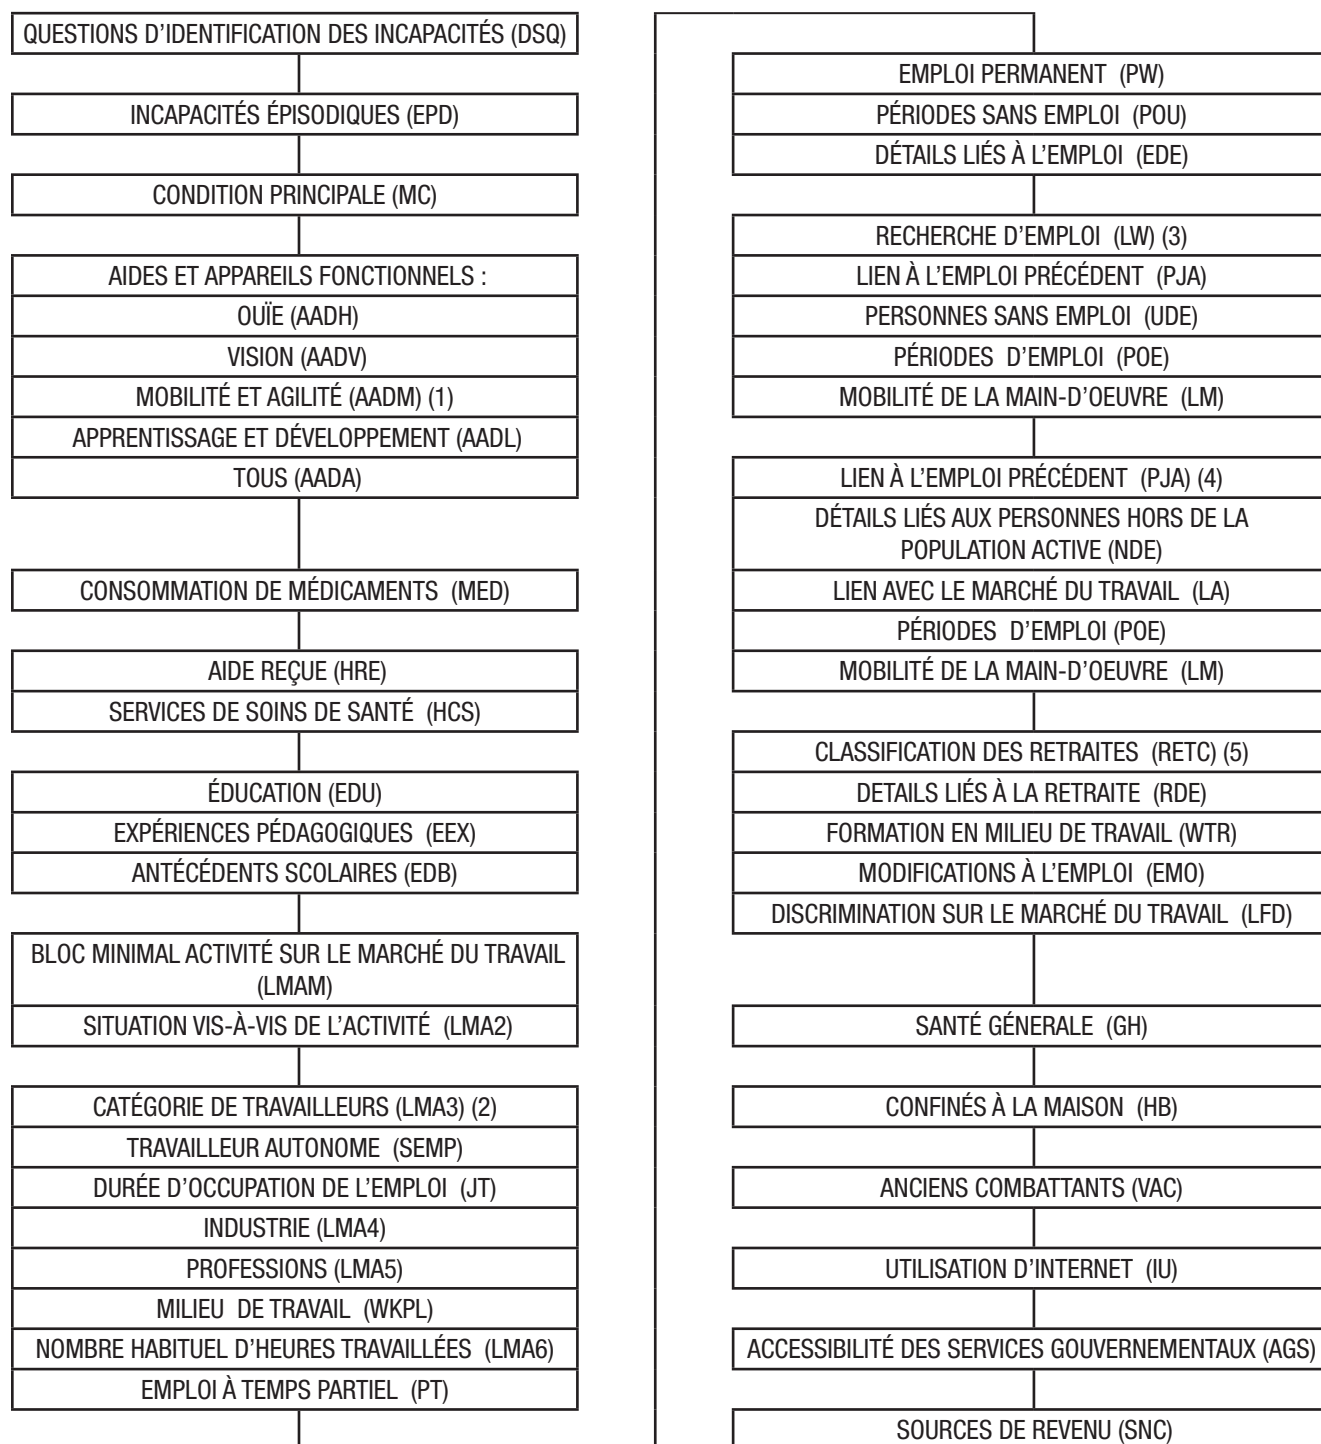 QUESTIONS D’IDENTIFICATION DES INCAPACITÉS (DSQ)
INCAPACITÉS ÉPISODIQUES (EPD)
CONDITION PRINCIPALE (MC)
AIDES ET APPAREILS FONCTIONNELS :
OUÏE (AADH)
VISION (AADV)
MOBILITÉ ET AGILITÉ (AADM) (1)
APPRENTISSAGE ET DÉVELOPPEMENT (AADL)
TOUS (AADA)
CONSOMMATION DE MÉDICAMENTS (MED)
AIDE REÇUE (HRE)
SERVICES DE SOINS DE SANTÉ (HCS)
ÉDUCATION (EDU)
EXPÉRIENCES PÉDAGOGIQUES (EEX)
ANTÉCÉDENTS SCOLAIRES (EDB)
BLOC MINIMAL ACTIVITÉ SUR LE MARCHÉ DU TRAVAIL
(LMAM)
SITUATION VIS-À-VIS DE L’ACTIVITÉ (LMA2)
CATÉGORIE DE TRAVAILLEURS (LMA3) (2)
TRAVAILLEUR AUTONOME (SEMP)
DURÉE D’OCCUPATION DE L’EMPLOI (JT)
INDUSTRIE (LMA4)
PROFESSIONS (LMA5)
MILIEU DE TRAVAIL (WKPL)
NOMBRE HABITUEL D’HEURES TRAVAILLÉES (LMA6)
EMPLOI À TEMPS PARTIEL (PT)
EMPLOI PERMANENT (PW)
PÉRIODES SANS EMPLOI (POU)
DÉTAILS LIÉS À L’EMPLOI (EDE)
RECHERCHE D’EMPLOI (LW) (3)
LIEN À L’EMPLOI PRÉCÉDENT (PJA)
PERSONNES SANS EMPLOI (UDE)
PÉRIODES D’EMPLOI (POE)
MOBILITÉ DE LA MAIN-D’OEUVRE (LM)
LIEN À L’EMPLOI PRÉCÉDENT (PJA) (4)
DÉTAILS LIÉS AUX PERSONNES HORS DE LA
POPULATION ACTIVE (NDE)
LIEN AVEC LE MARCHÉ DU TRAVAIL (LA)
PÉRIODES D’EMPLOI (POE)
MOBILITÉ DE LA MAIN-D’OEUVRE (LM)
CLASSIFICATION DES RETRAITES (RETC) (5)
DETAILS LIÉS À LA RETRAITE (RDE)
FORMATION EN MILIEU DE TRAVAIL (WTR)
MODIFICATIONS À L’EMPLOI (EMO)
DISCRIMINATION SUR LE MARCHÉ DU TRAVAIL (LFD)
SANTÉ GÉNERALE (GH)
CONFINÉS À LA MAISON (HB)
ANCIENS COMBATTANTS (VAC)
UTILISATION D’INTERNET (IU)
ACCESSIBILITÉ DES SERVICES GOUVERNEMENTAUX (AGS)
SOURCES DE REVENU (SNC)